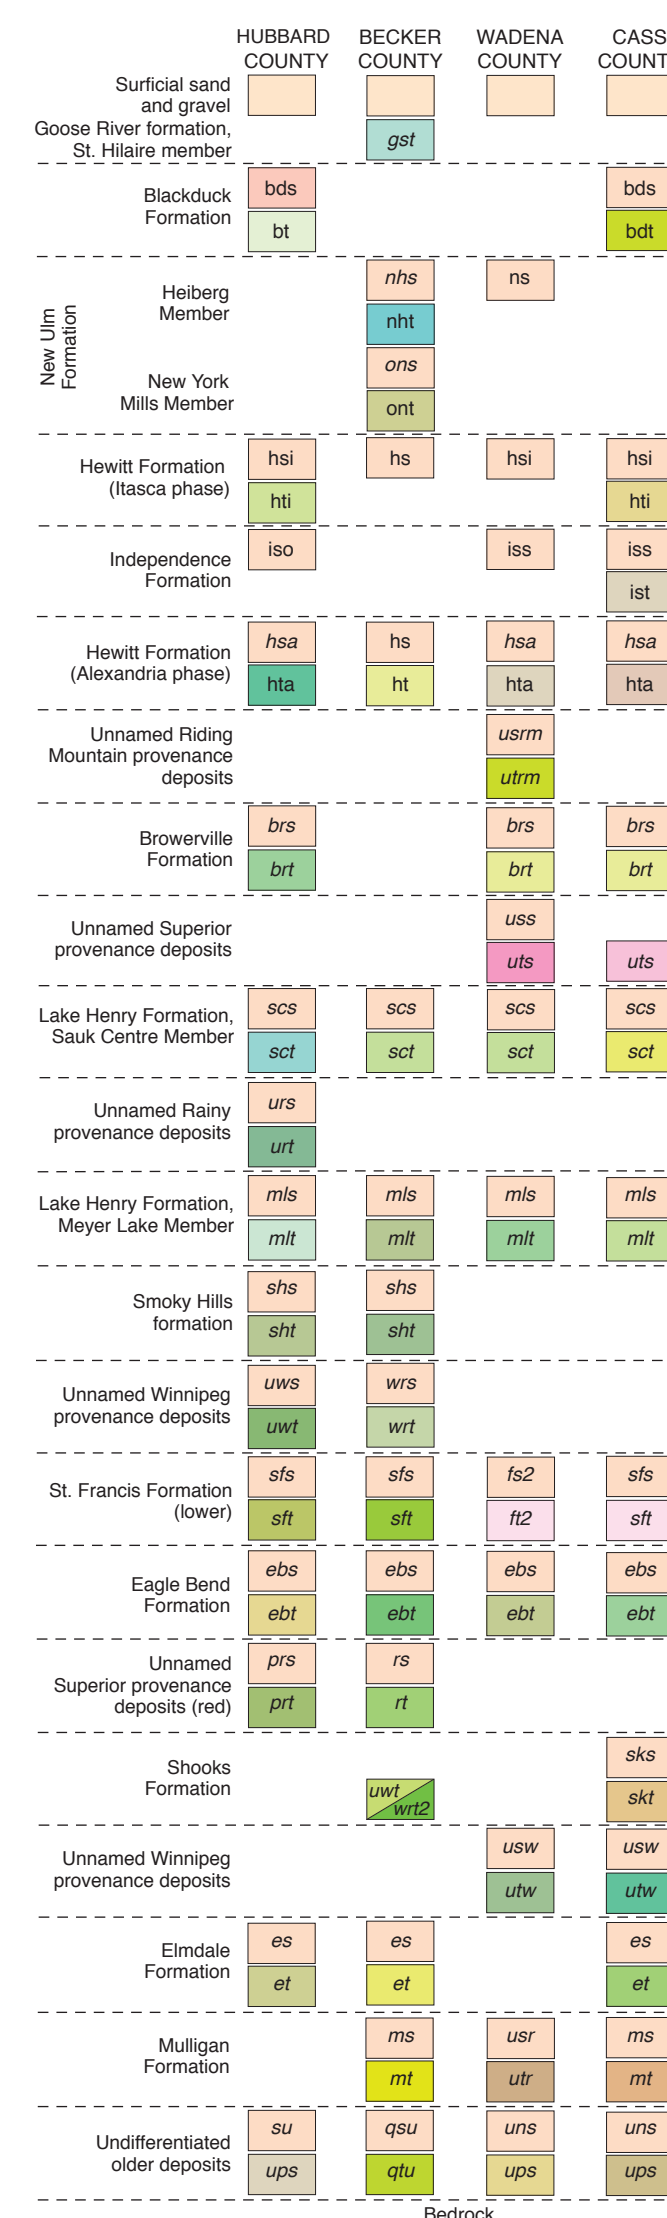 HUBBARD COUNTY
BECKER COUNTY
WADENA COUNTY
CASS COUNT
Surficial sand
and gravel
Goose River formation,
St. Hilaire member
gst
Blackduck
Formation
bds bds
bt bdt
New Ulm
Formation
Heiberg
Member
nhs ns
nht
New York
Mills Member
ons
ont
Hewitt Formation
(Itasca phase)
hsi hs hsi hsi
hti hti
Independence
Formation
iso iss iss
ist
Hewitt Formation
(Alexandria phase)
hsa hs hsa hsa
hta ht hta hta
Unnamed Riding
Mountain provenance
deposits
usrm
utrm
Browerville
Formation
brs brs brs
brt brt brt
Unnamed Superior
provenance deposits
uss
uts uts
Lake Henry Formation,
Sauk Centre Member
scs scs scs scs
sct sct sct sct
Unnamed Rainy
provenance deposits
urs
urt
Lake Henry Formation,
Meyer Lake Member
mls mls mls mls
mlt mlt mlt mlt
Smoky Hills
formation
shs shs
sht sht
Unnamed Winnipeg
provenance deposits
uws wrs
uwt wrt
St. Francis Formation
(lower)
sfs sfs fs2 sfs
sft sft ft2 sft
Eagle Bend
Formation
ebs ebs ebs ebs
ebt ebt ebt ebt
Unnamed
Superior provenance
deposits (red)
prs rs
prt rt
Shooks
Formation
sks
uwt wrt2 skt
Unnamed Winnipeg
provenance deposits
usw usw
utw utw
Elmdale
Formation
es es es
et et et
Mulligan
Formation
ms usr ms
mt utr mt
Undifferentiated
older deposits
su qsu uns uns
ups qtu ups ups
Bedrock